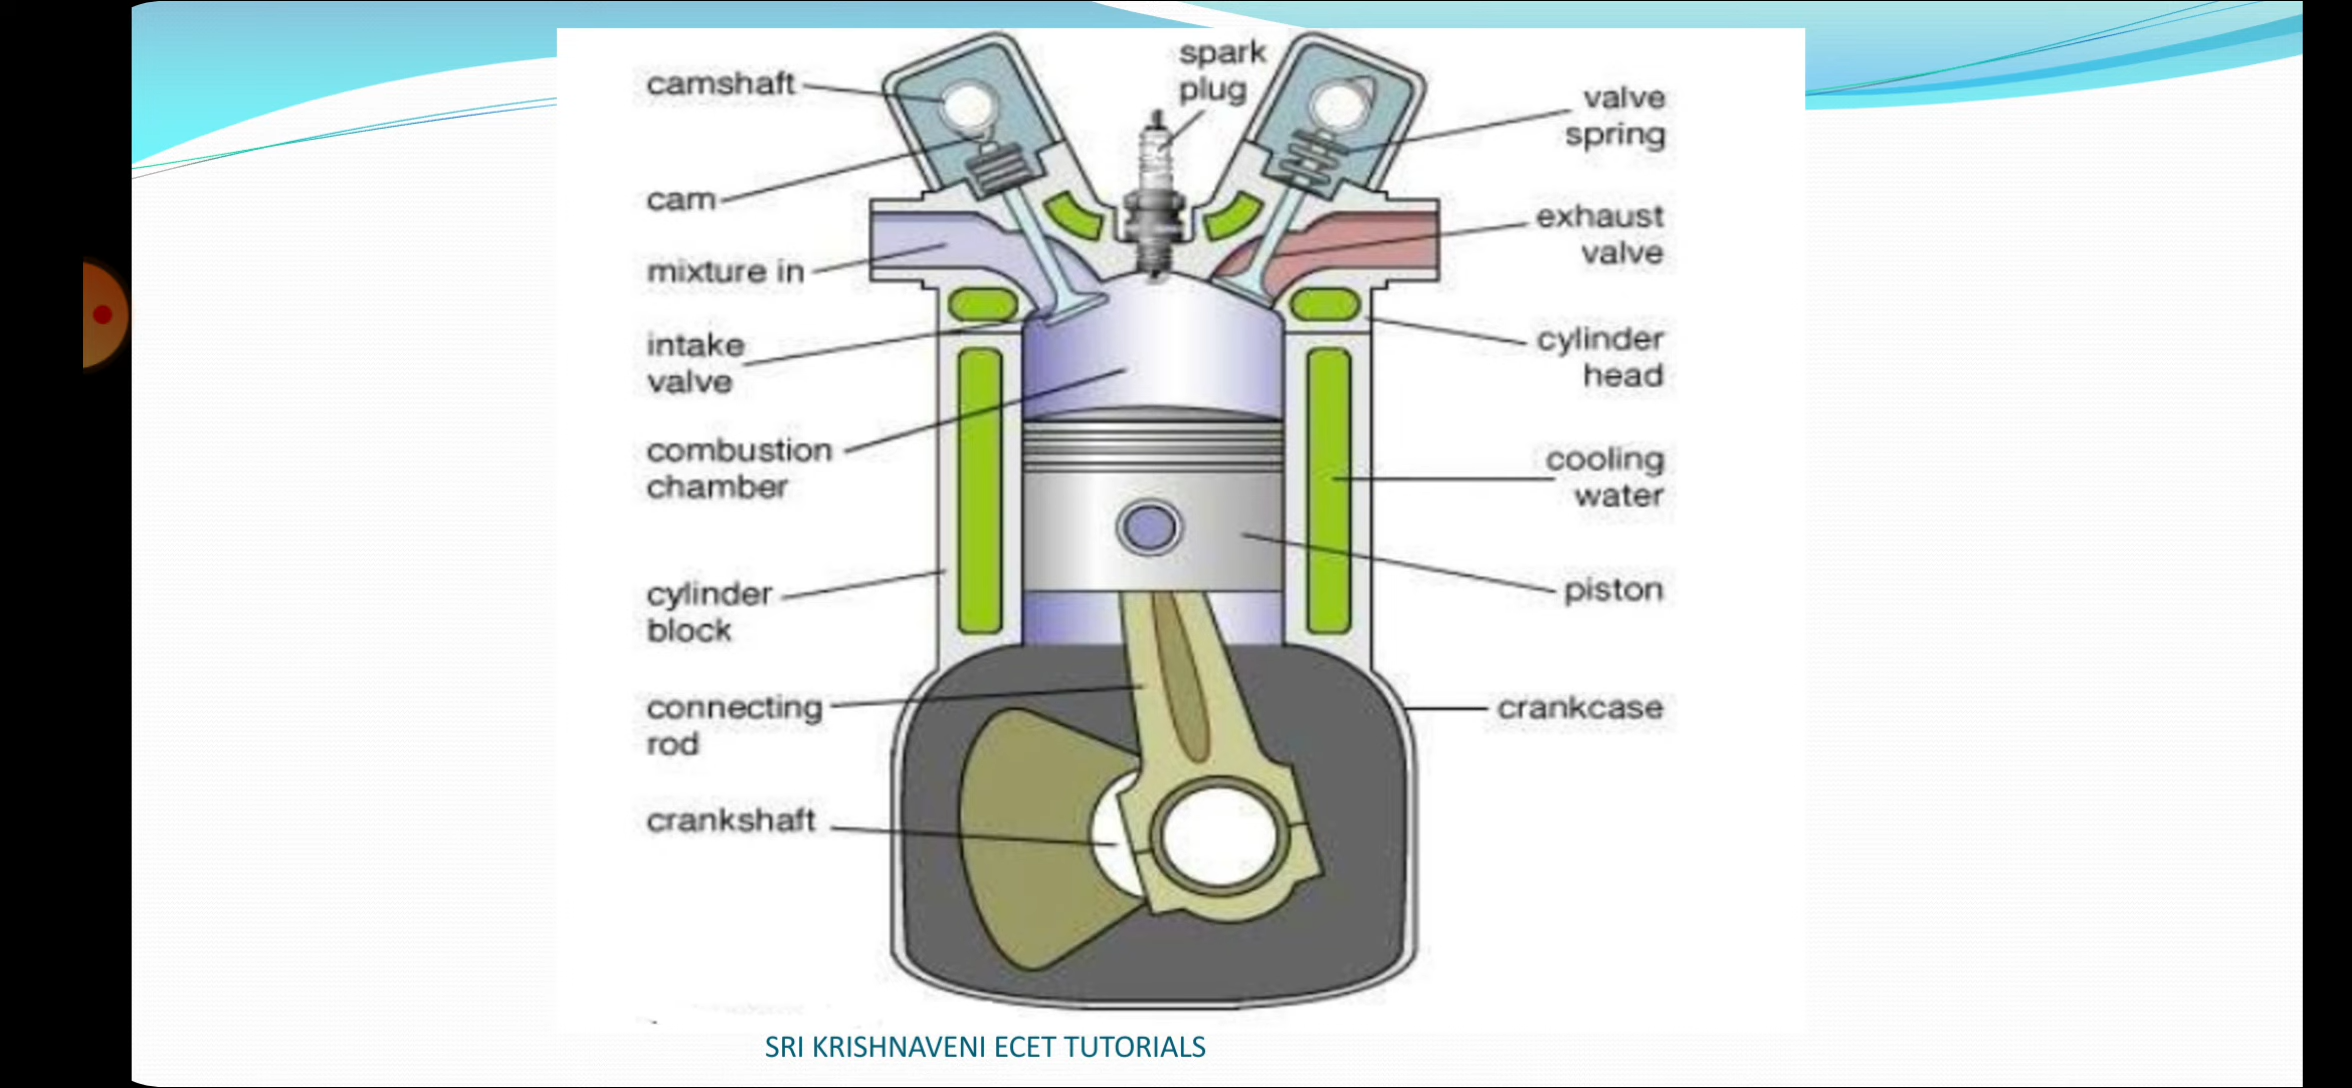 camshaft
cam
mixture in
intake
valve
combustion
chamber
cylinder
block
connecting
rod
crankshaft
spark
plug
valve
spring
exhaust
valve
cylinder
head
cooling
water
piston
crankcase
SRI KRISHNAVENI ECET TUTORIALS